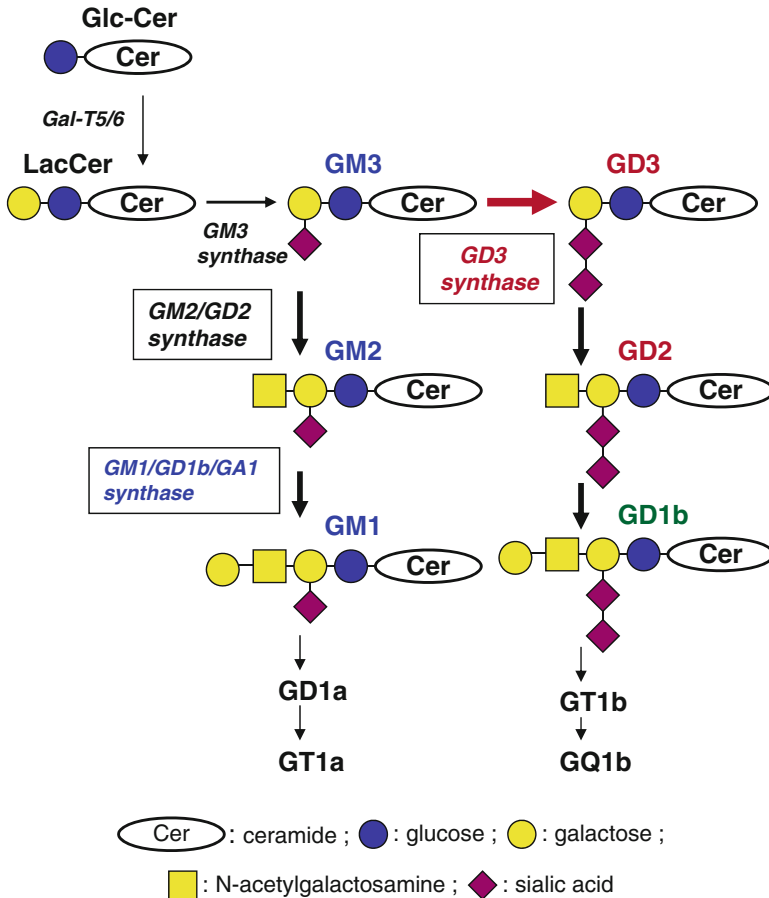 Glc-Cer
Cer
Gal-T5/6
LacCer
Cer
GM3
synthase
GM3
Cer
GD3
synthase
GD3
Cer
GM2/GD2
synthase
GM2
Cer
GD2
Cer
GM1/GD1b/GA1
synthase
GM1
Cer
GD1b
Cer
GD1a
GT1a
GT1b
GQ1b
Cer : ceramide ; : glucose ; : galactose ;
: N-acetylgalactosamine ; : sialic acid